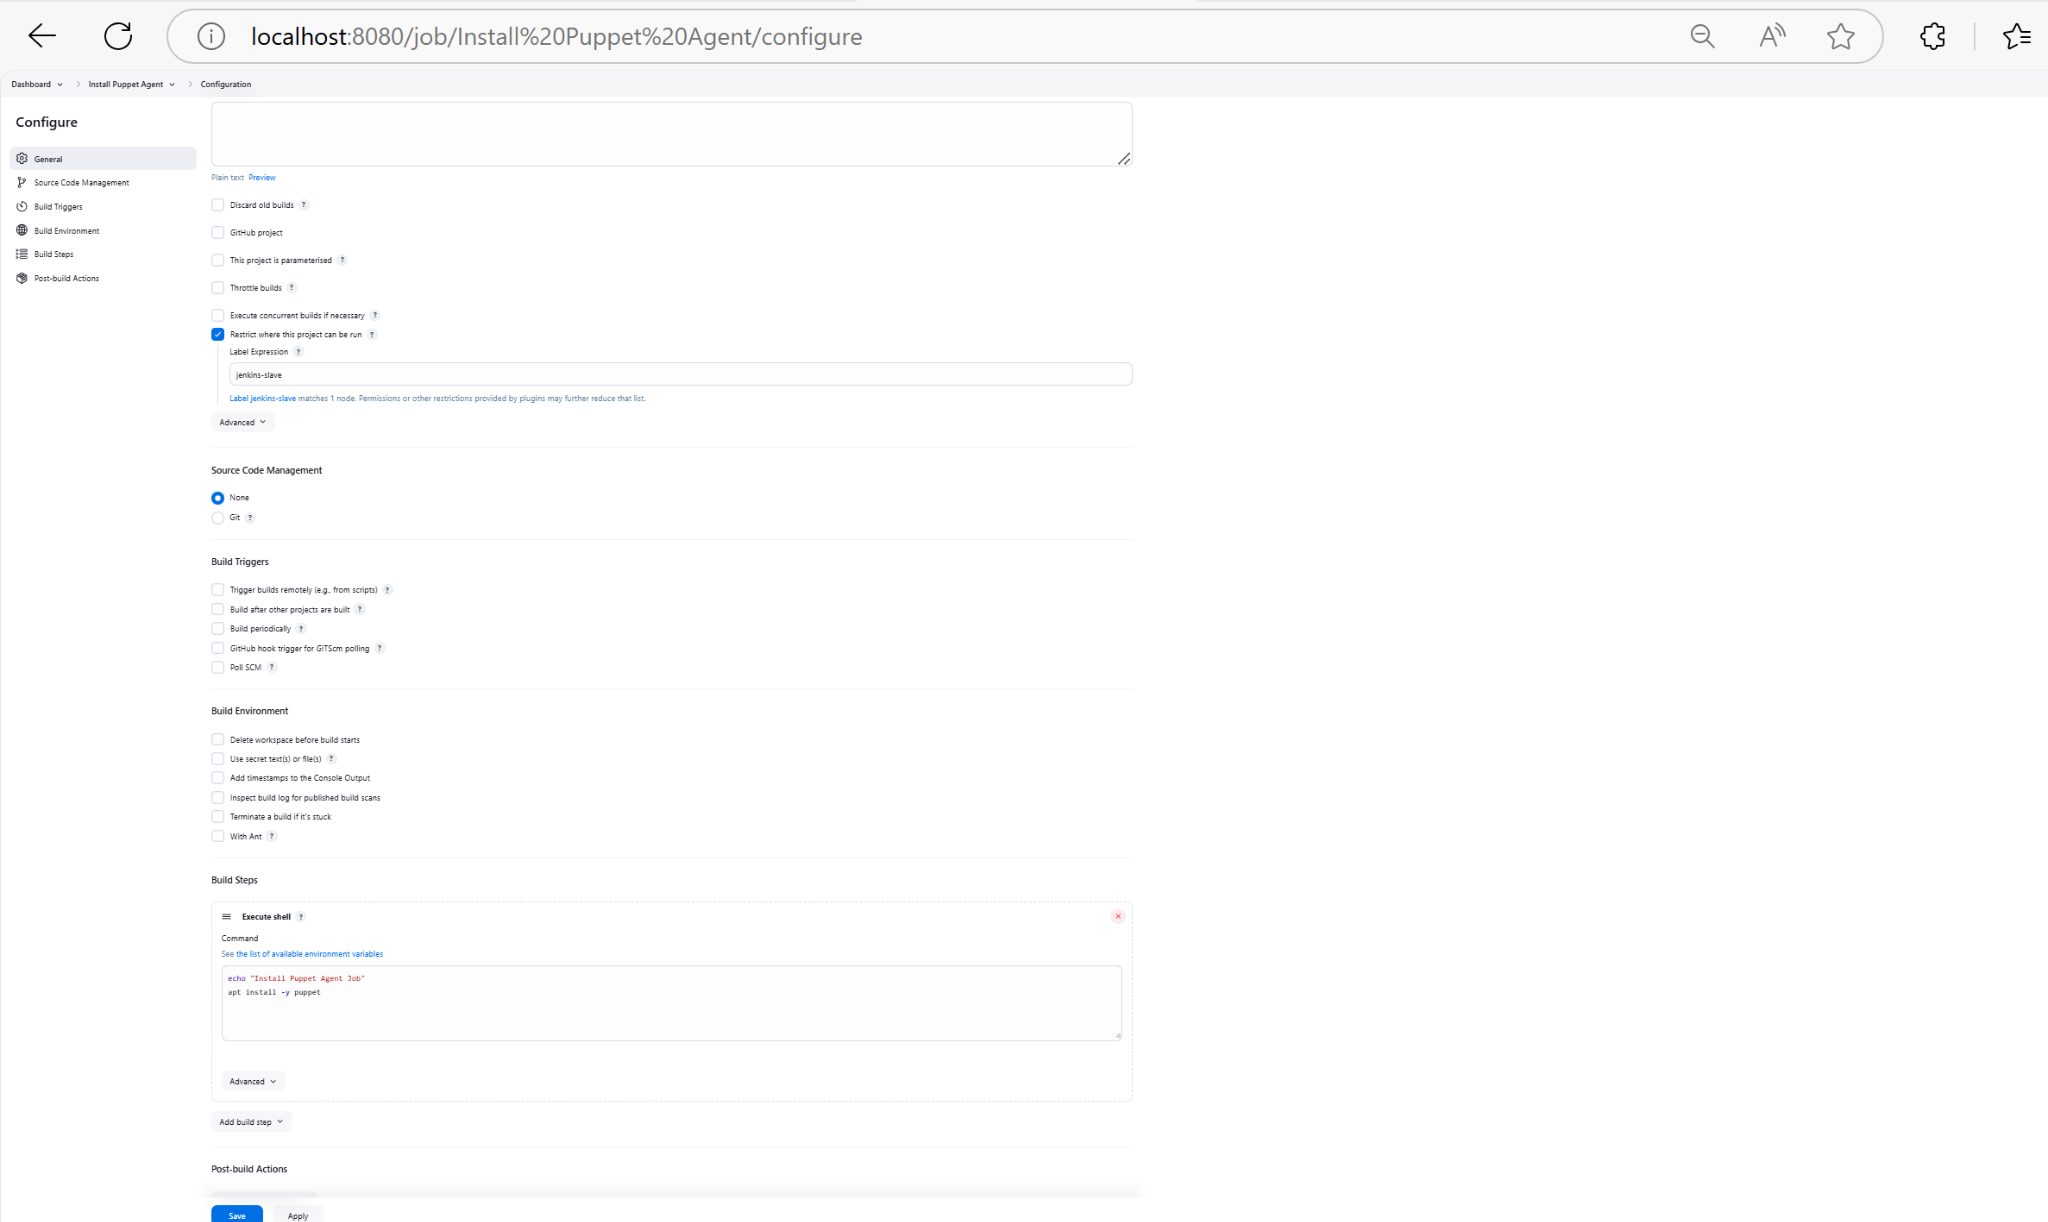 localhost:8080/job/Install%20Puppet%20Agent/configure
Dashboard > Install Puppet Agent > Configuration
Configure
General
Source Code Management
Build Triggers
Build Environment
Build Steps
Post-build Actions
Plain text Preview
Discard old builds ?
GitHub project
This project is parameterised ?
Throttle builds ?
Execute concurrent builds if necessary ?
Restrict where this project can be run ?
Label Expression ?
jenkins-slave
Label jenkins-slave matches 1 node. Permissions or other restrictions provided by plugins may further reduce that list.
Advanced
Source Code Management
None
Git ?
Build Triggers
Trigger builds remotely (e.g., from scripts) ?
Build after other projects are built ?
Build periodically ?
GitHub hook trigger for GITScm polling ?
Poll SCM ?
Build Environment
Delete workspace before build starts
Use secret text(s) or file(s) ?
Add timestamps to the Console Output
Inspect build log for published build scans
Terminate a build if it's stuck
With Ant ?
Build Steps
Execute shell ?
Command
See the list of available environment variables
echo "Install Puppet Agent Job"
apt install -y puppet
Advanced
Add build step
Post-build Actions
Save Apply